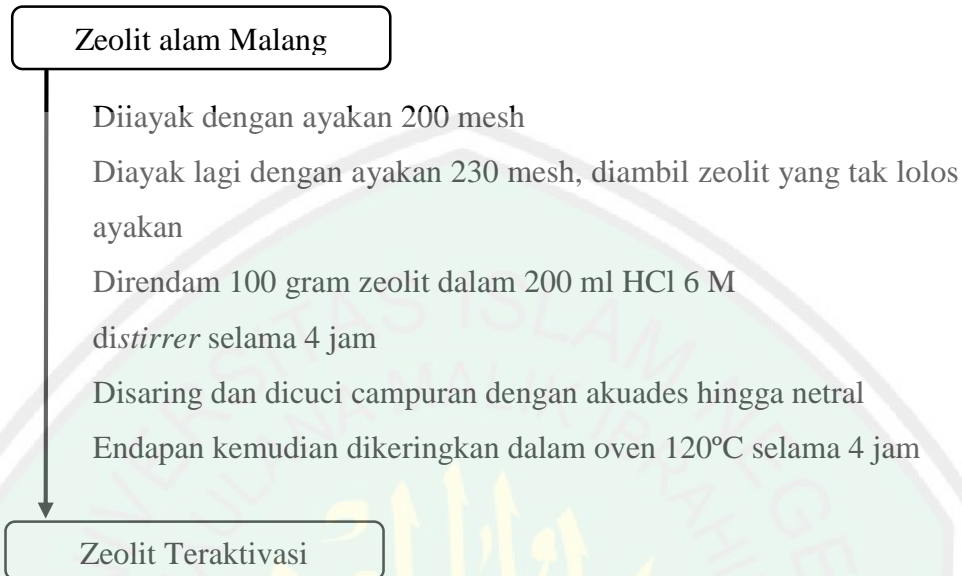 Zeolit alam Malang
Diiayak dengan ayakan 200 mesh
Diayak lagi dengan ayakan 230 mesh, diambil zeolit yang tak lolos
ayakan
Direndam 100 gram zeolit dalam 200 ml HCl 6 M
distirrer selama 4 jam
Disaring dan dicuci campuran dengan akuades hingga netral
Endapan kemudian dikeringkan dalam oven 120ºC selama 4 jam
Zeolit Teraktivasi